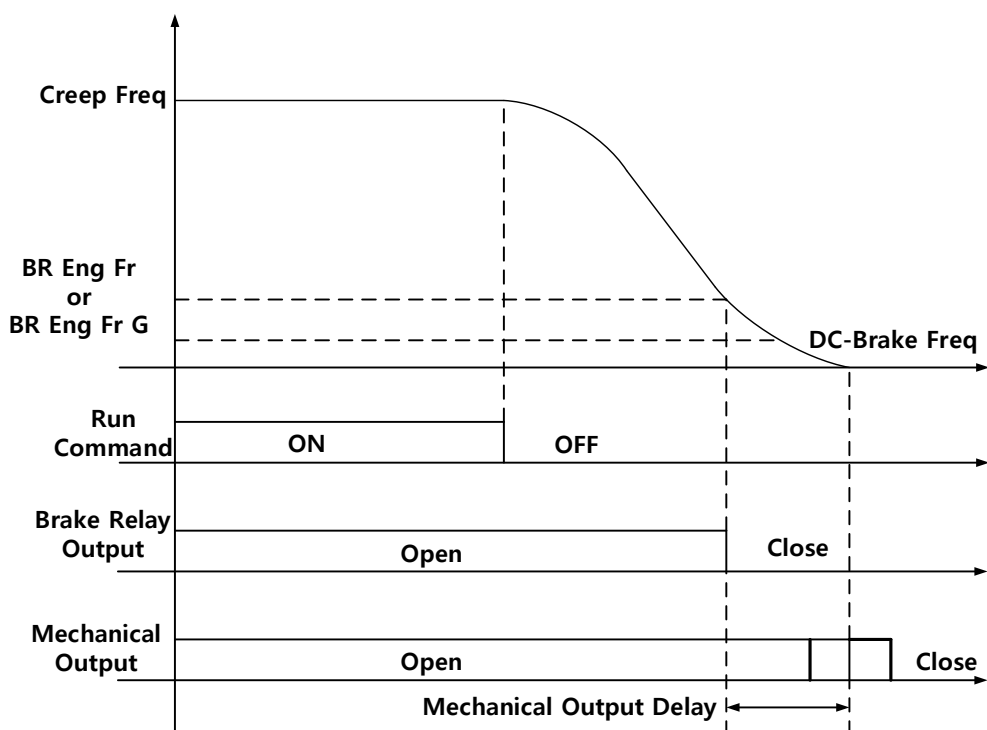 Creep Freq
BR Eng Fr
or
BR Eng Fr G
DC-Brake Freq
Run
Command
ON
OFF
Brake Relay
Output
Open
Close
Mechanical
Output
Open
Close
Mechanical Output Delay